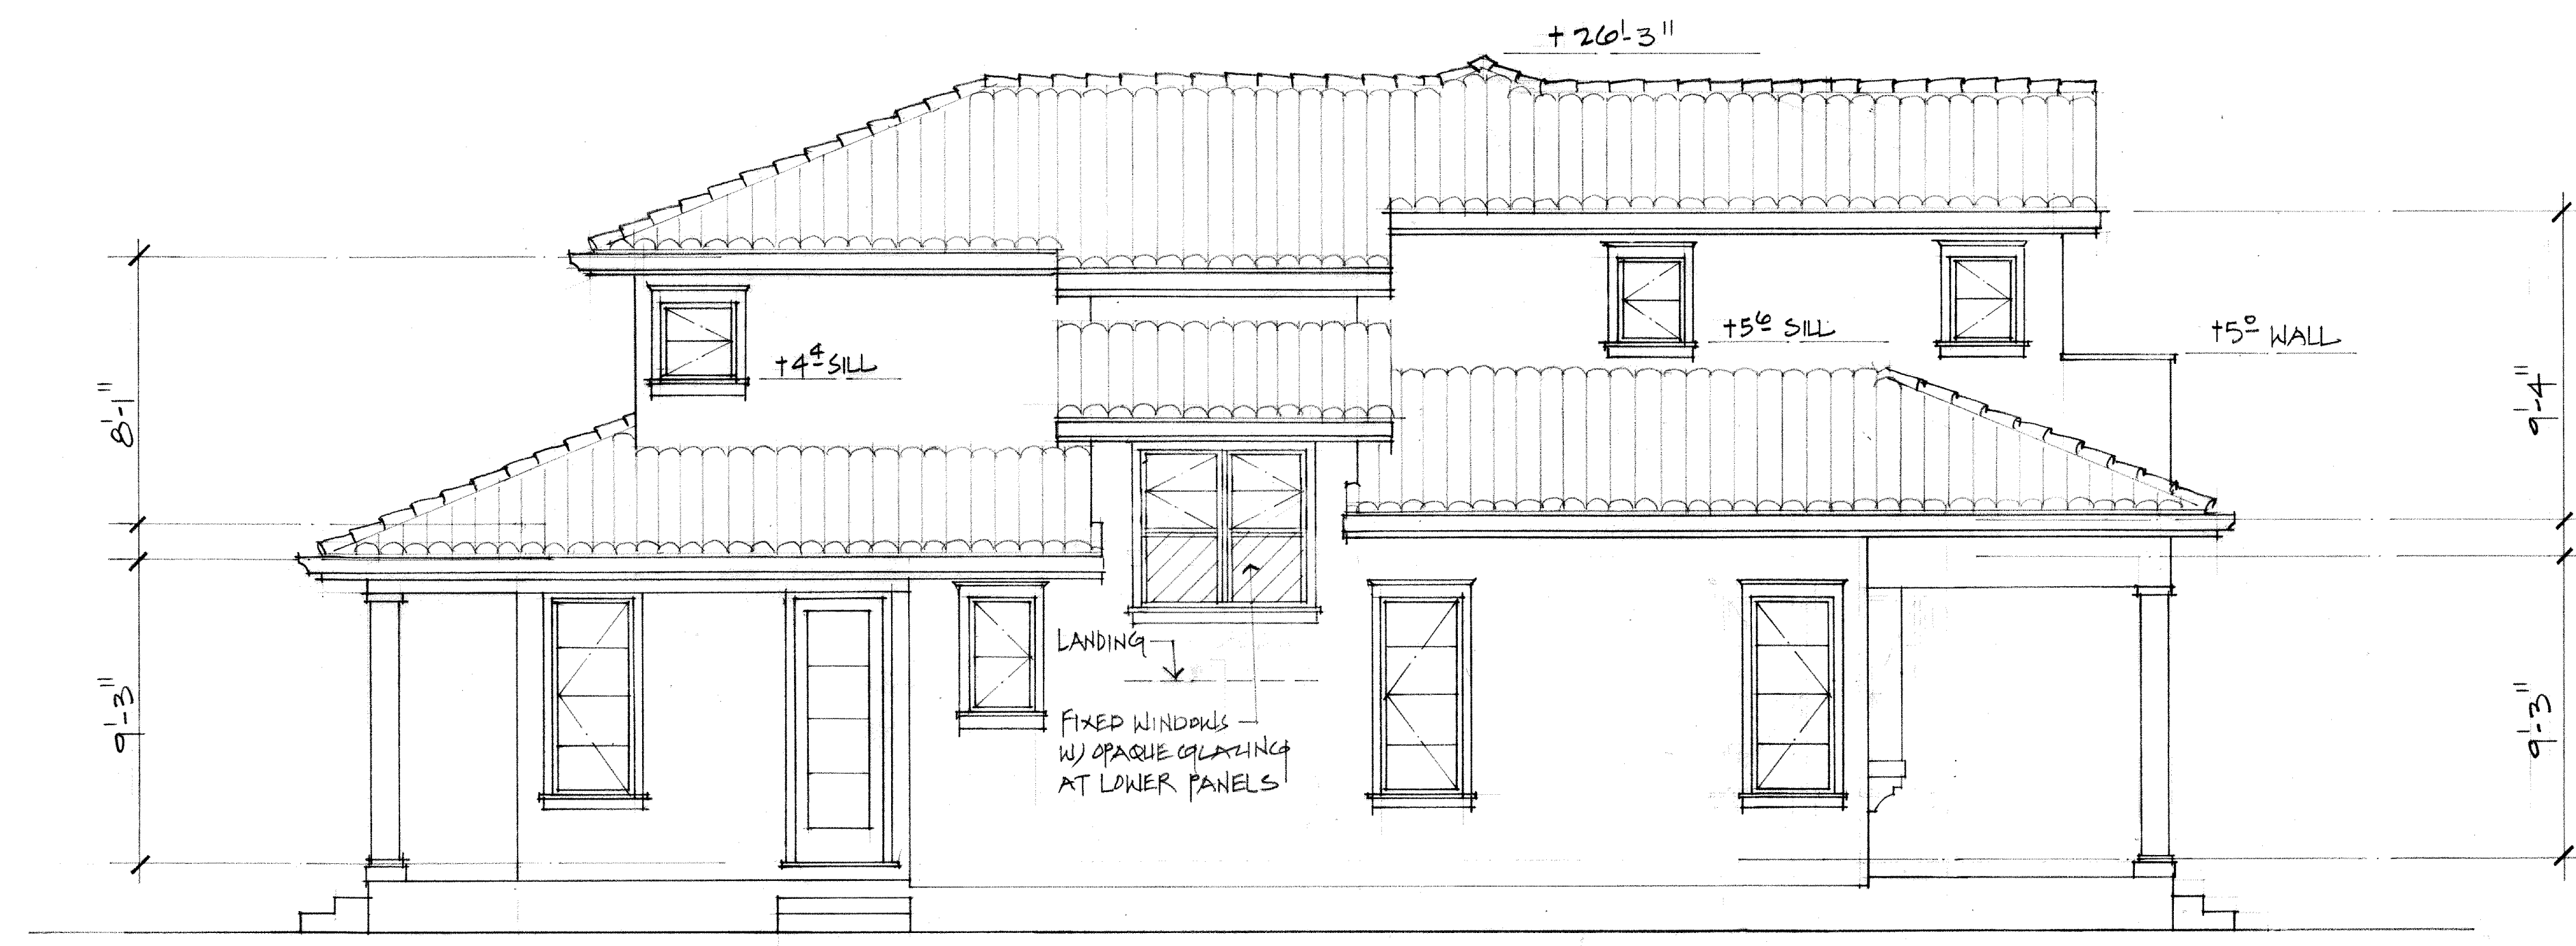 +26'-3"
+5⁶ SILL
+5⁰ WALL
+4⁴ SILL
8'-1"
9'-4"
LANDING
9'-3"
9'-3"
FIXED WINDOWS
W/ OPAQUE GLAZING
AT LOWER PANELS